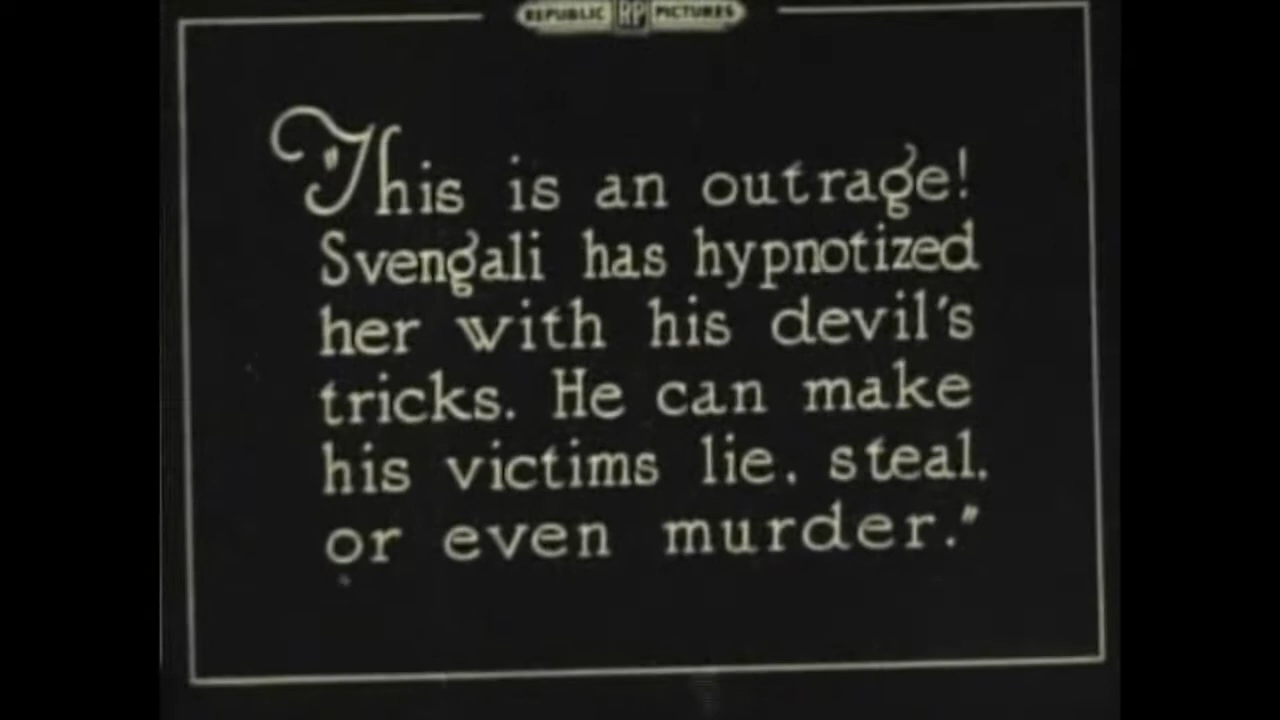 REPUBLIC RP PICTURES
"This is an outrage!
Svengali has hypnotized
her with his devil's
tricks. He can make
his victims lie, steal,
or even murder."